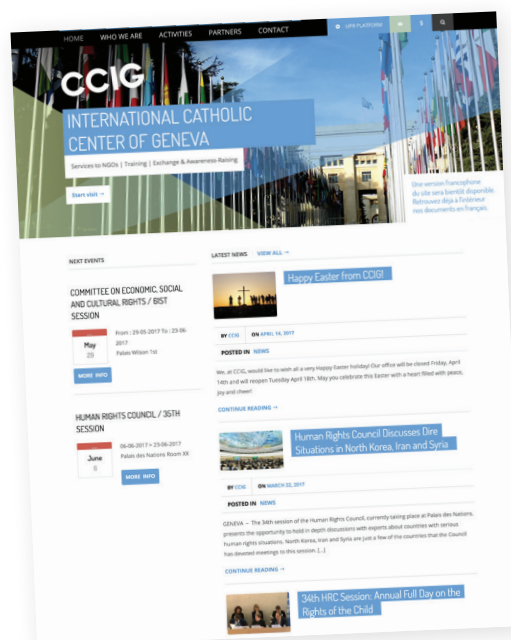 HOME WHO WE ARE ACTIVITIES PARTNERS CONTACT UPR PLATFORM
CCIG
INTERNATIONAL CATHOLIC
CENTER OF GENEVA
Services to NGOs | Training | Exchange & Awareness-Raising
Start visit →
Une version francophone
du site sera bientôt disponible
Retrouvez déjà à l'intérieur
nos documents en français.
NEXT EVENTS
COMMITTEE ON ECONOMIC, SOCIAL
AND CULTURAL RIGHTS / 61ST
SESSION
May
29
From : 29-05-2017 To : 23-06-
2017
Palais Wilson 1st
MORE INFO
HUMAN RIGHTS COUNCIL / 35TH
SESSION
June
6
06-06-2017 > 23-06-2017
Palais des Nations Room XX
MORE INFO
LATEST NEWS VIEW ALL →
Happy Easter from CCIG!
BY CCIG ON APRIL 14, 2017
POSTED IN NEWS
We, at CCIG, would like to wish all a very Happy Easter holiday! Our office will be closed Friday, April
14th and will reopen Tuesday April 18th. May you celebrate this Easter with a heart filled with peace,
joy and cheer!
CONTINUE READING →
Human Rights Council Discusses Dire
Situations in North Korea, Iran and Syria
BY CCIG ON MARCH 22, 2017
POSTED IN NEWS
GENEVA – The 34th session of the Human Rights Council, currently taking place at Palais des Nations,
presents the opportunity to hold in depth discussions with experts about countries with serious
human rights situations. North Korea, Iran and Syria are just a few of the countries that the Council
has devoted meetings to this session. [...]
CONTINUE READING →
34th HRC Session: Annual Full Day on the
Rights of the Child